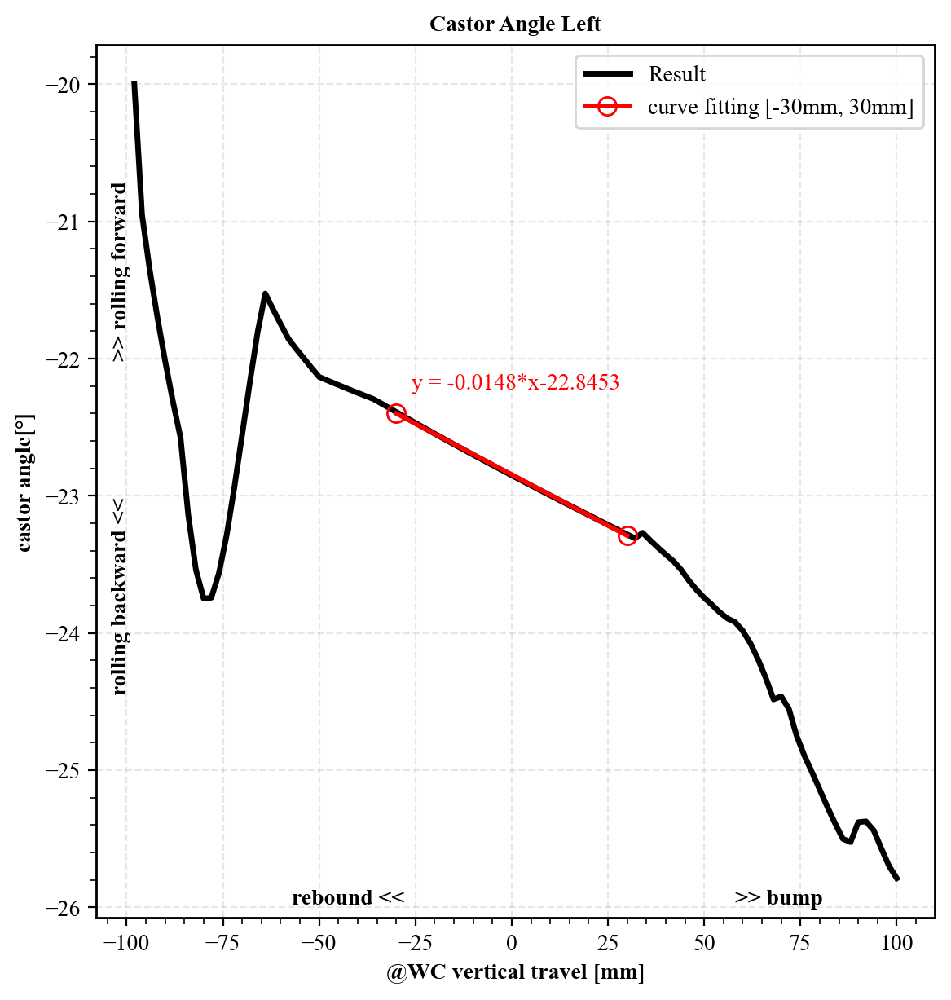 Castor Angle Left
Result
curve fitting [-30mm, 30mm]
−20
−21
−22
−23
−24
−25
−26
castor angle[°]
>> rolling forward
rolling backward <<
y = -0.0148*x-22.8453
rebound <<
>> bump
−100
−75
−50
−25
0
25
50
75
100
@WC vertical travel [mm]